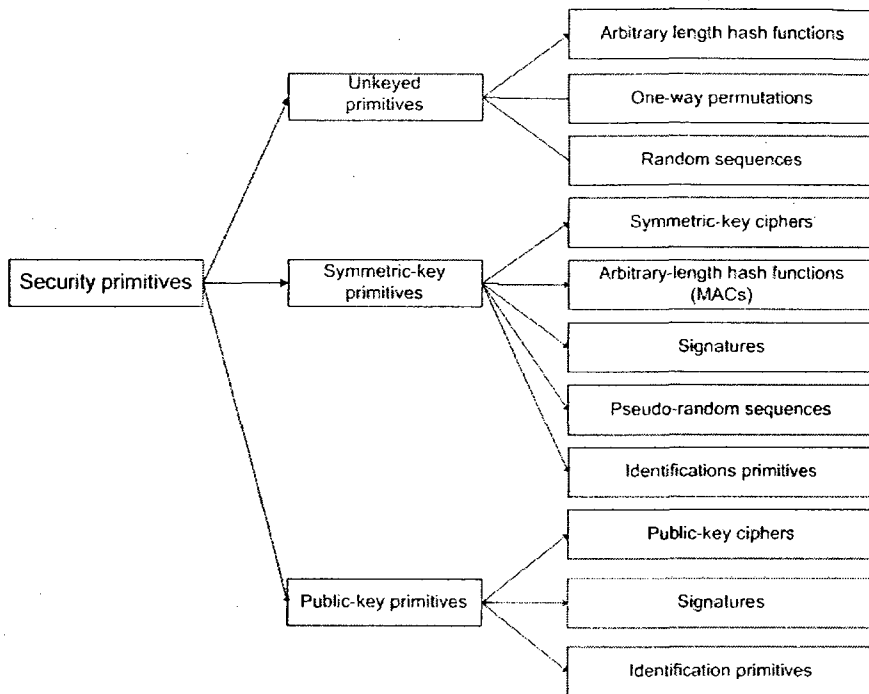 Security primitives
Unkeyed
primitives
Arbitrary length hash functions
One-way permutations
Random sequences
Symmetric-key
primitives
Symmetric-key ciphers
Arbitrary-length hash functions
(MACs)
Signatures
Pseudo-random sequences
Identifications primitives
Public-key primitives
Public-key ciphers
Signatures
Identification primitives